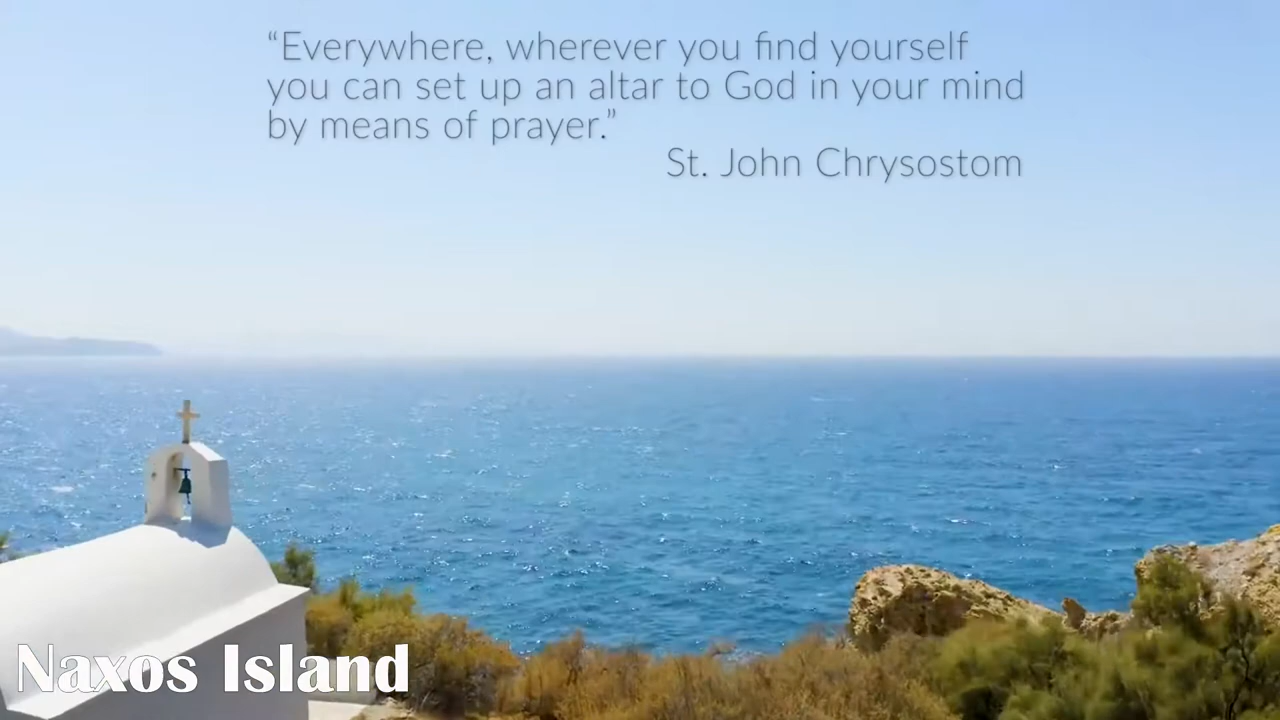 “Everywhere, wherever you find yourself
you can set up an altar to God in your mind
by means of prayer.”
St. John Chrysostom
Naxos Island